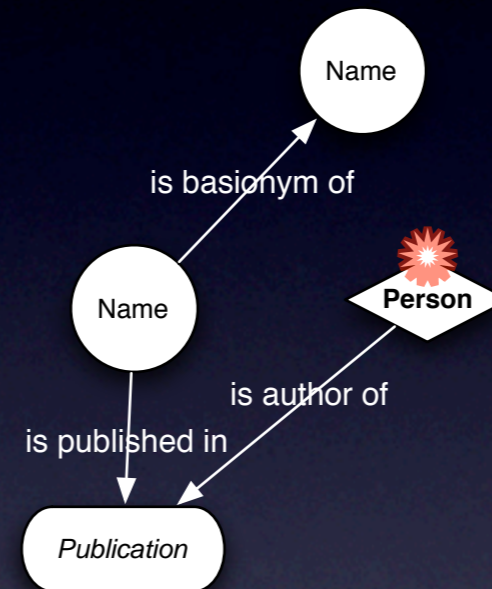 Name
is basionym of
Name
Person
is author of
is published in
Publication